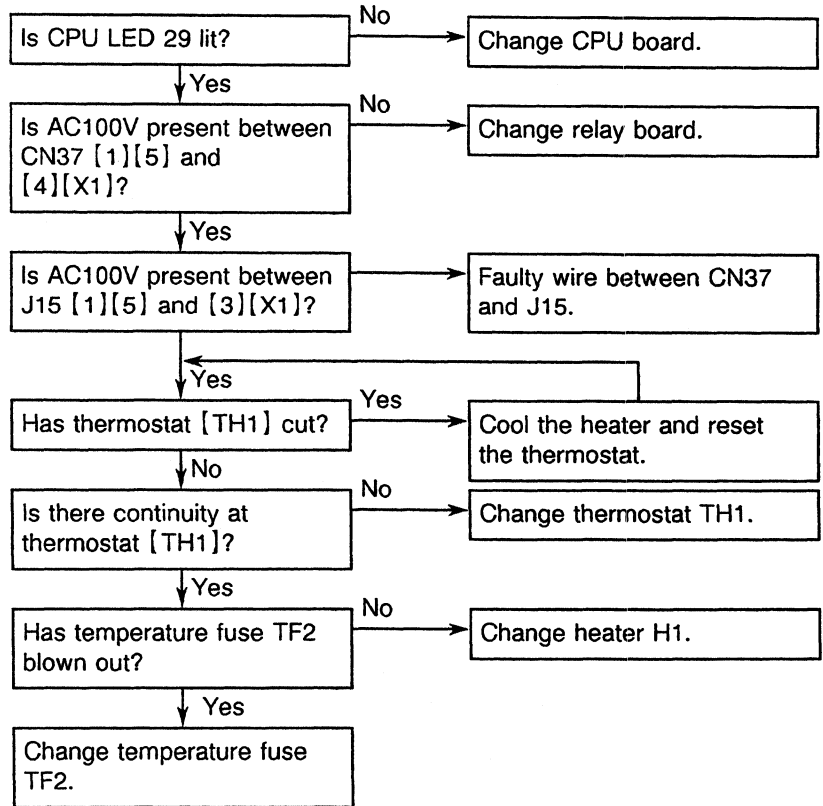 Is CPU LED 29 lit?
No
Change CPU board.
Yes
Is AC100V present between
CN37 [1][5] and
[4][X1]?
No
Change relay board.
Yes
Is AC100V present between
J15 [1][5] and [3][X1]?
Faulty wire between CN37
and J15.
Yes
Has thermostat [TH1] cut?
Yes
Cool the heater and reset
the thermostat.
No
Is there continuity at
thermostat [TH1]?
No
Change thermostat TH1.
Yes
Has temperature fuse TF2
blown out?
No
Change heater H1.
Yes
Change temperature fuse
TF2.